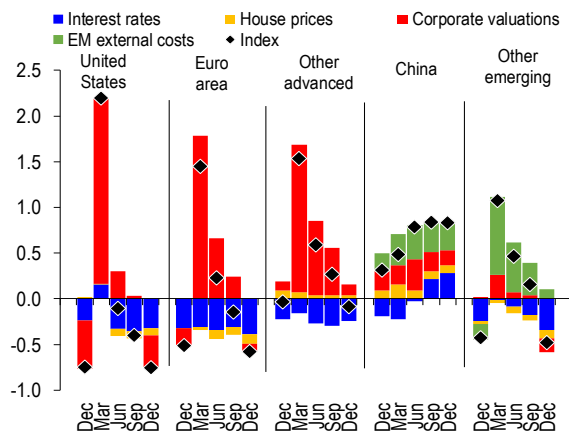 Interest rates House prices Corporate valuations
EM external costs Index
United States Euro area Other advanced China Other emerging
2.5
2.0
1.5
1.0
0.5
0.0
-0.5
-1.0
Dec Mar Jun Sep Dec Dec Mar Jun Sep Dec Dec Mar Jun Sep Dec Dec Mar Jun Sep Dec Dec Mar Jun Sep Dec